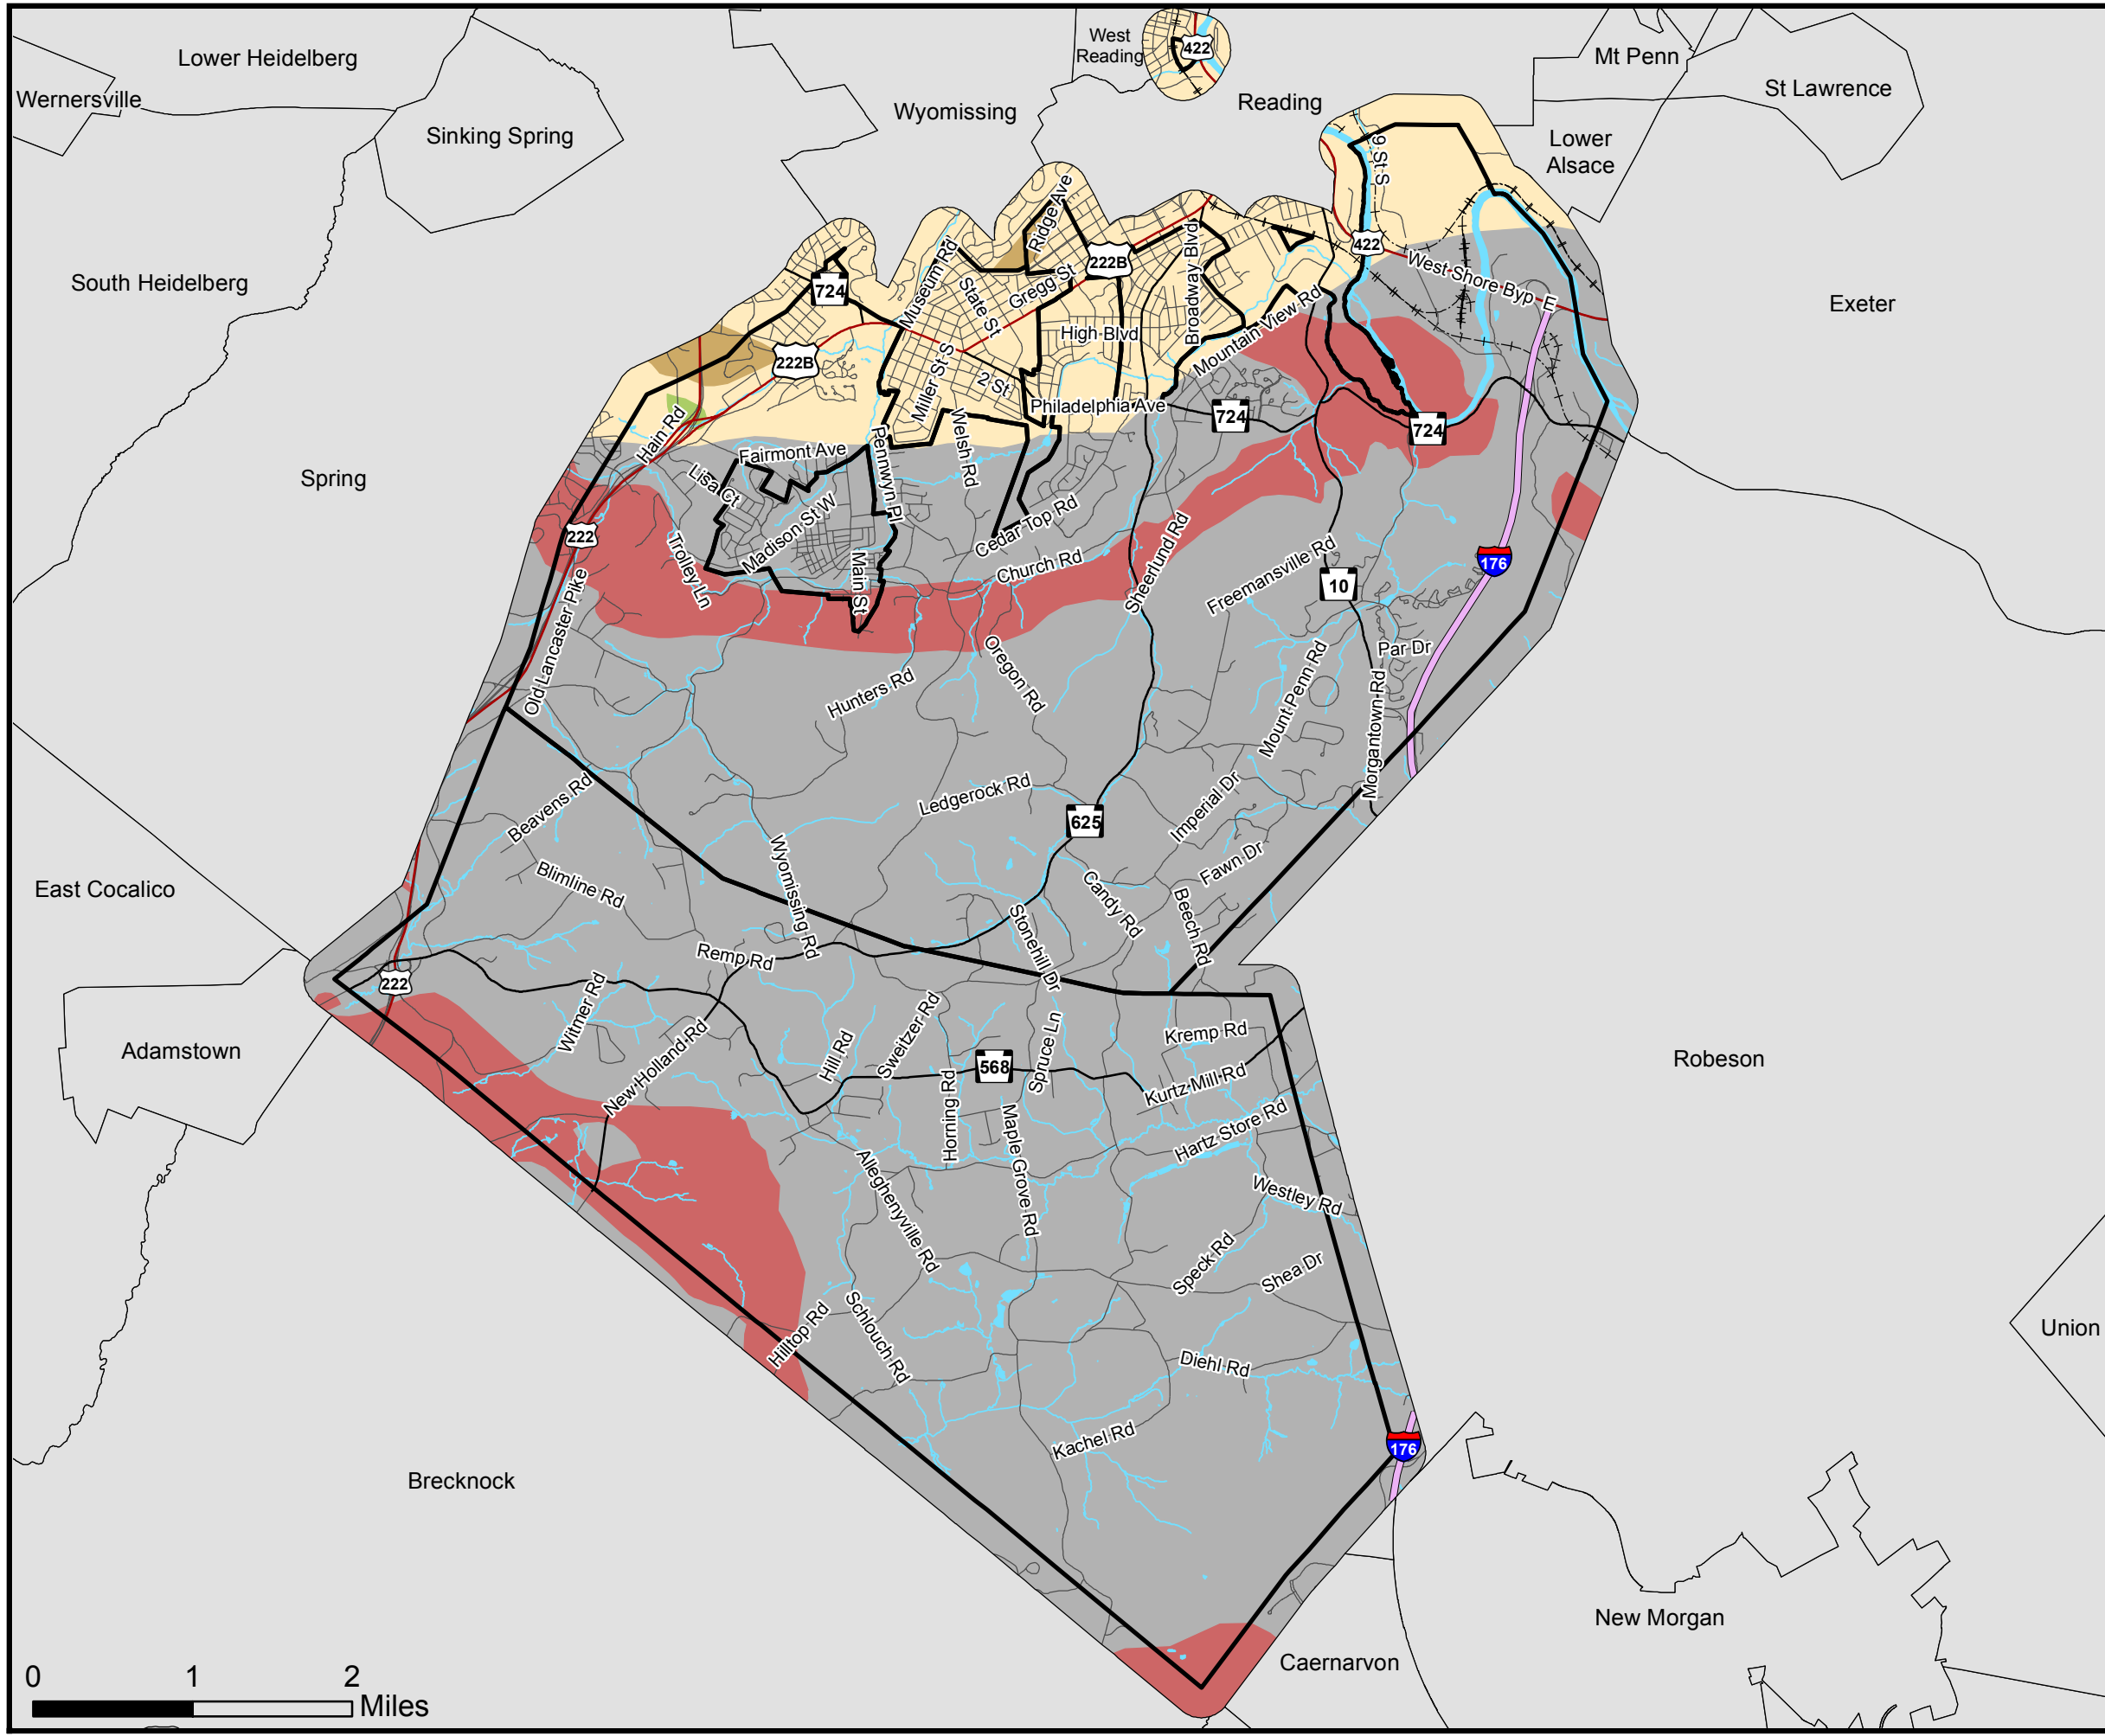 Lower Heidelberg
Wernersville
Sinking Spring
Wyomissing
West
Reading
422
Reading
Mt Penn
St Lawrence
Lower
Alsace
South Heidelberg
Exeter
Spring
East Cocalico
Adamstown
Brecknock
Robeson
Union
New Morgan
Caernarvon
9 St S
422
West Shore Byp E
Ridge Ave
222B
Broadway Blvd
Museum Rd
State St
Gregg St
High Blvd
Mountain View Rd
724
222B
Miller St S
2 St
Philadelphia Ave
724
724
Hain Rd
Fairmont Ave
Pennwyn Pl
Welsh Rd
Lisa Ct
Madison St W
Cedar Top Rd
222
Trolley Ln
Main St
Church Rd
Sheerlund Rd
Freemansville Rd
176
10
Old Lancaster Pike
Hunters Rd
Oregon Rd
Mount Penn Rd
Par Dr
Morgantown Rd
Beavens Rd
Ledgerock Rd
625
Imperial Dr
Fawn Dr
Blimline Rd
Wyomissing Rd
Candy Rd
Beech Rd
Stonehill Dr
Remp Rd
222
Witmer Rd
New Holland Rd
Hill Rd
Sweitzer Rd
568
Spruce Ln
Kremp Rd
Kurtz Mill Rd
Horning Rd
Maple Grove Rd
Hartz Store Rd
Alleghenyville Rd
Westley Rd
Speck Rd
Shea Dr
Hilltop Rd
Schlouch Rd
Diehl Rd
Kachel Rd
176
0 1 2
Miles